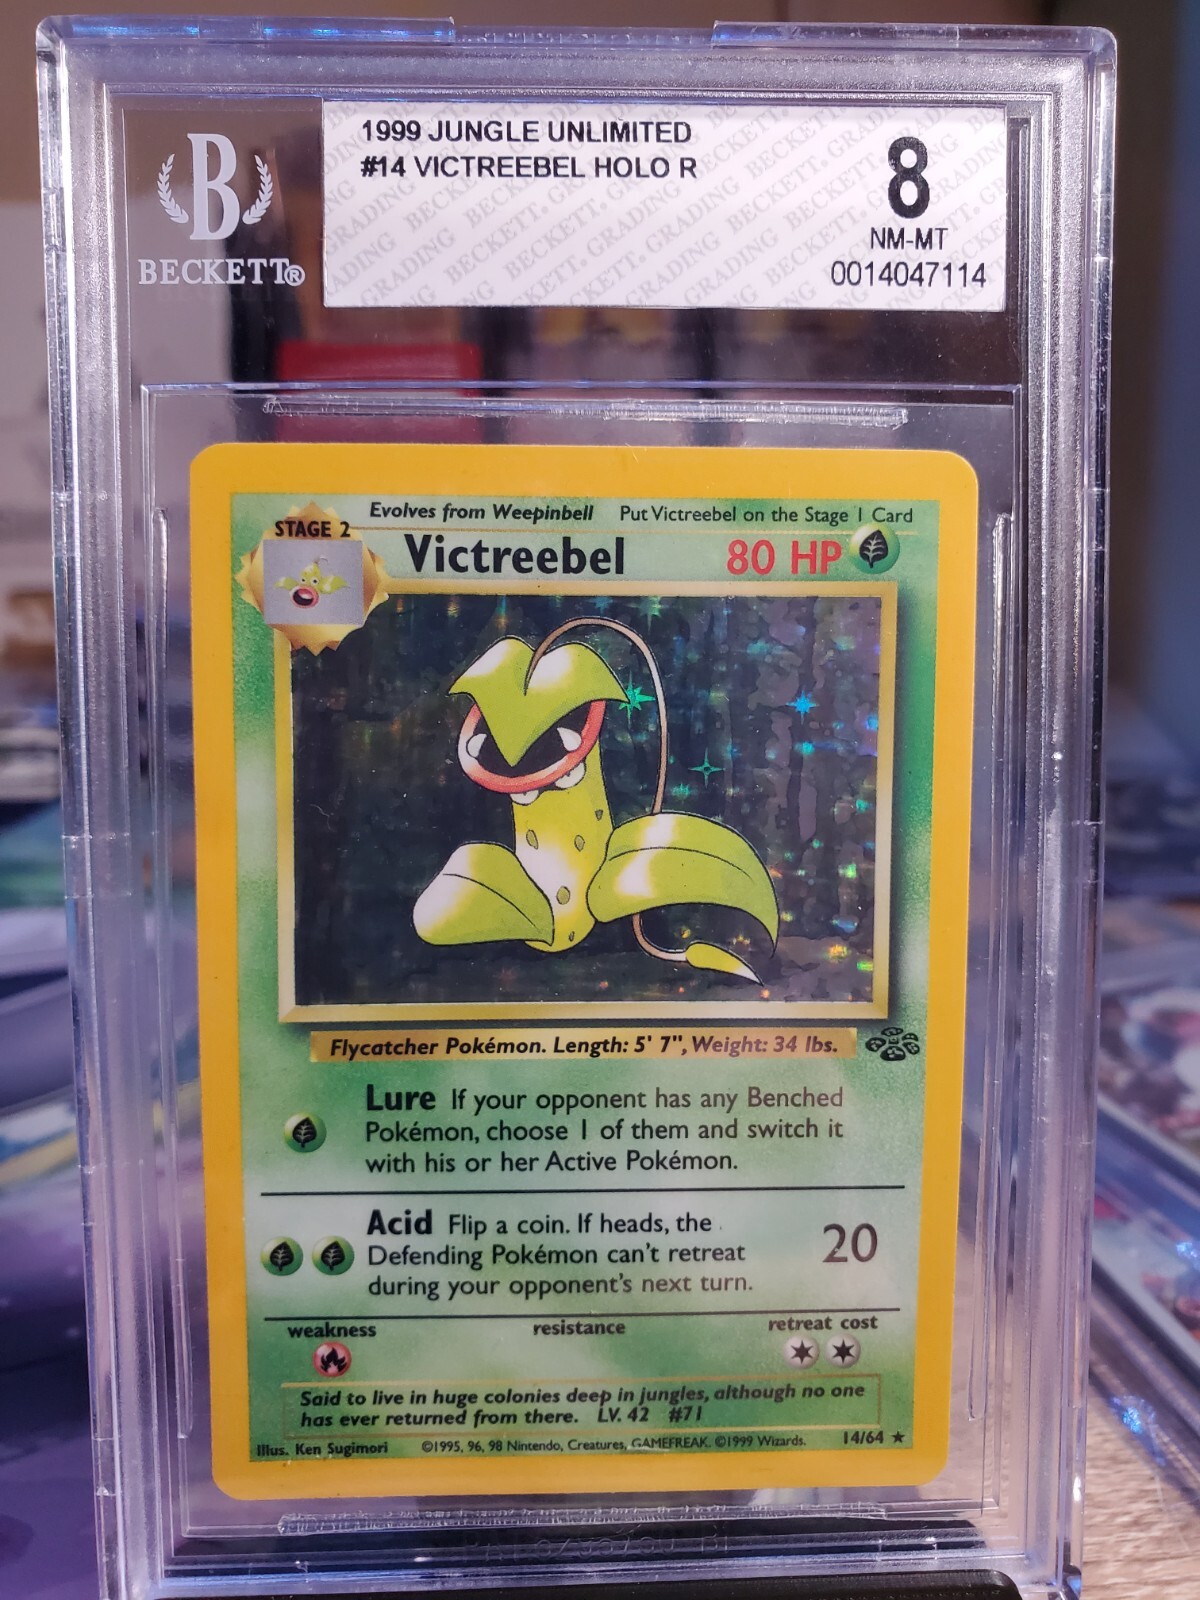 1999 JUNGLE UNLIMITED
#14 VICTREEBEL HOLO R
8
NM-MT
0014047114
B
BECKETT®
Evolves from Weepinbell Put Victreebel on the Stage 1 Card
STAGE 2
Victreebel 80 HP
Flycatcher Pokémon. Length: 5' 7", Weight: 34 lbs.
Lure If your opponent has any Benched
Pokémon, choose 1 of them and switch it
with his or her Active Pokémon.
Acid Flip a coin. If heads, the
Defending Pokémon can't retreat
during your opponent's next turn.
20
weakness resistance retreat cost
Said to live in huge colonies deep in jungles, although no one
has ever returned from there. LV. 42 #71
Illus. Ken Sugimori ©1995, 96, 98 Nintendo, Creatures, GAMEFREAK. ©1999 Wizards. 14/64 ★